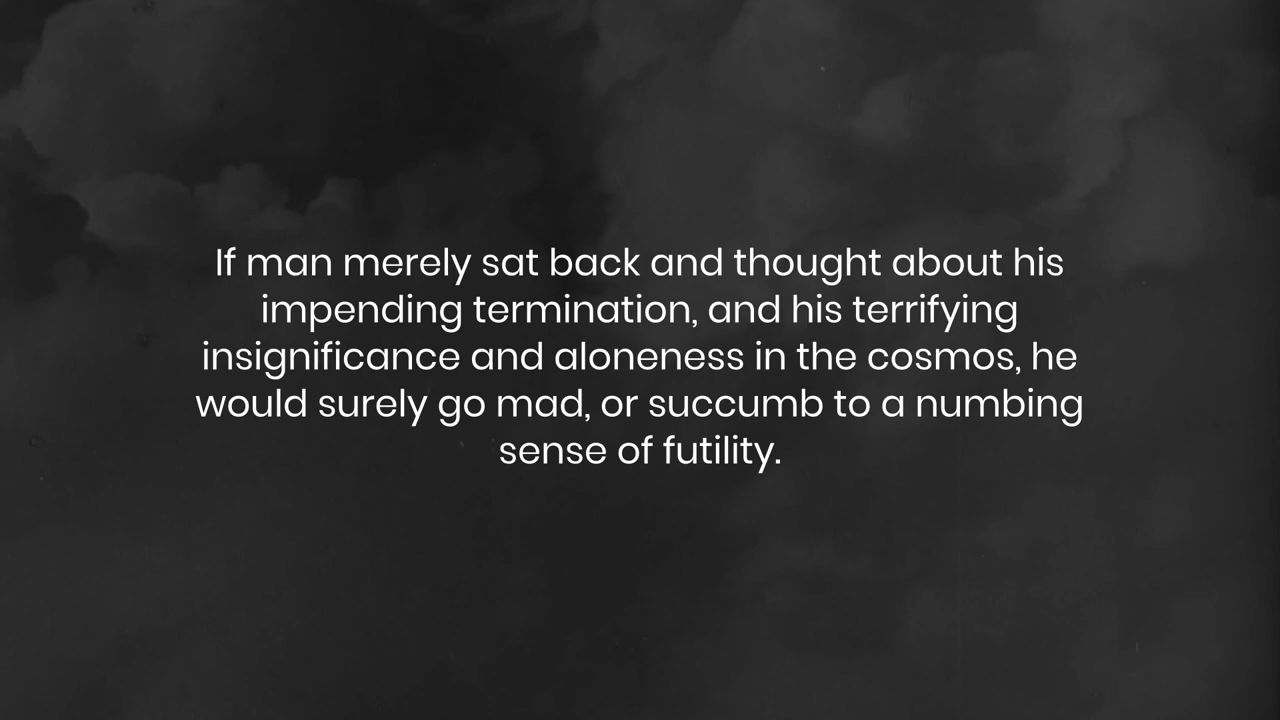 If man merely sat back and thought about his
impending termination, and his terrifying
insignificance and aloneness in the cosmos, he
would surely go mad, or succumb to a numbing
sense of futility.